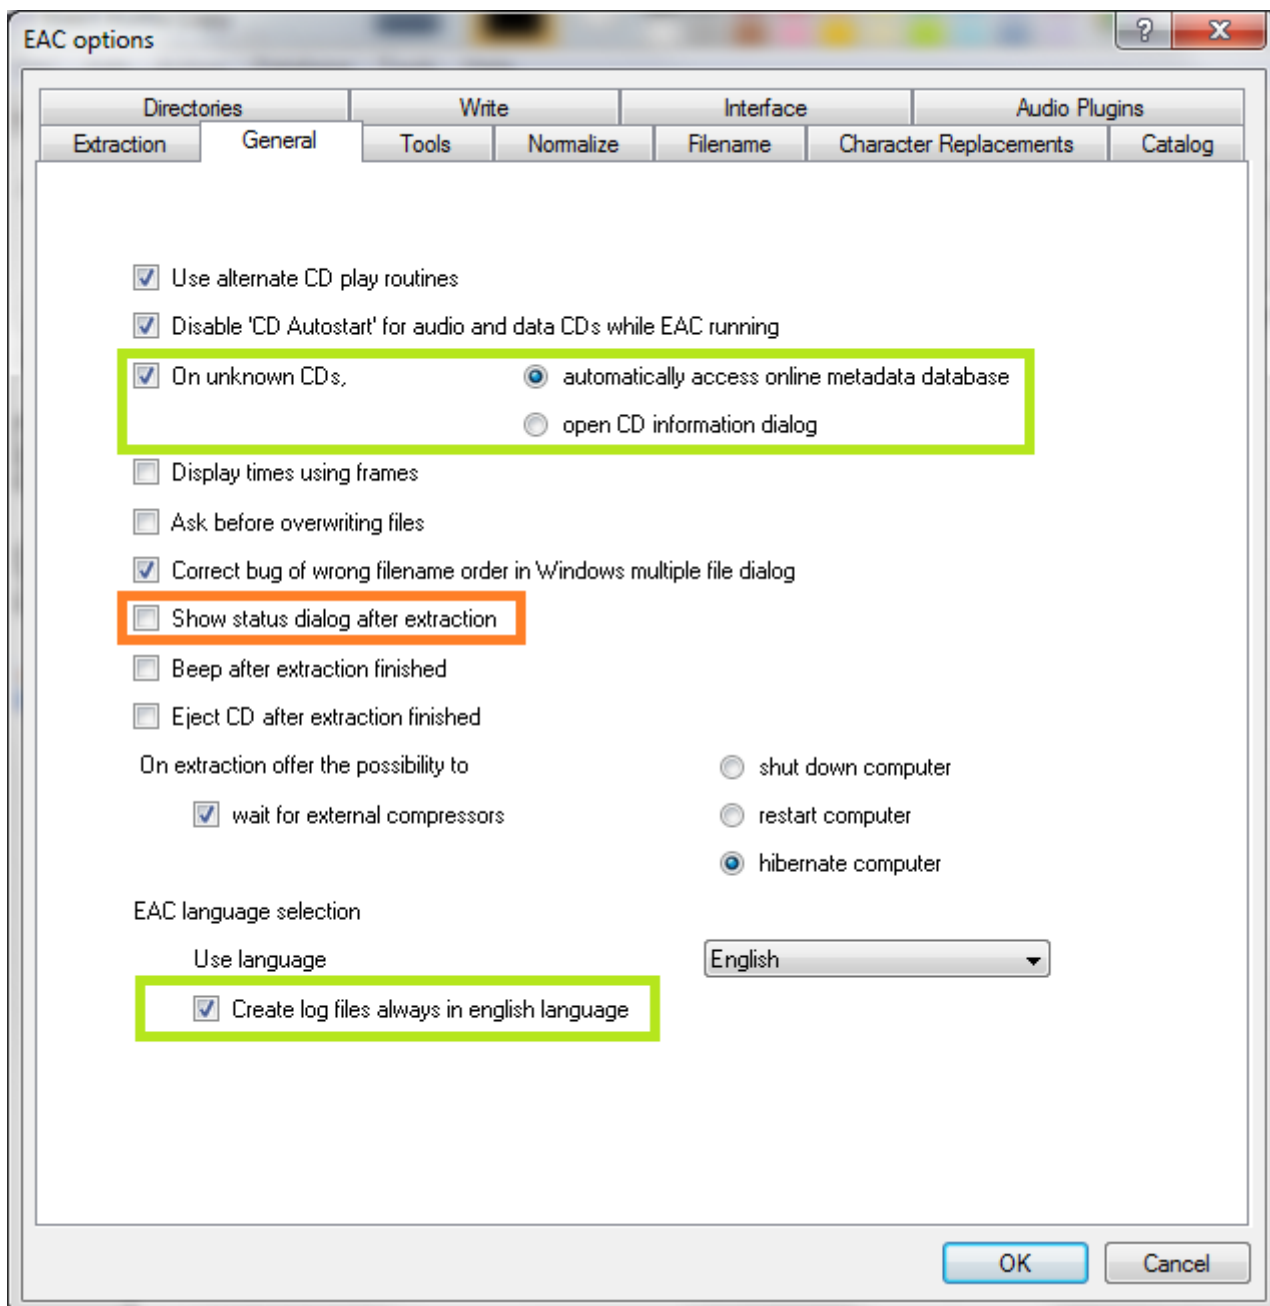 EAC options
?
X
Directories Write Interface Audio Plugins
Extraction General Tools Normalize Filename Character Replacements Catalog
Use alternate CD play routines
Disable 'CD Autostart' for audio and data CDs while EAC running
On unknown CDs, automatically access online metadata database
open CD information dialog
Display times using frames
Ask before overwriting files
Correct bug of wrong filename order in Windows multiple file dialog
Show status dialog after extraction
Beep after extraction finished
Eject CD after extraction finished
On extraction offer the possibility to shut down computer
wait for external compressors restart computer
hibernate computer
EAC language selection
Use language English
Create log files always in english language
OK Cancel